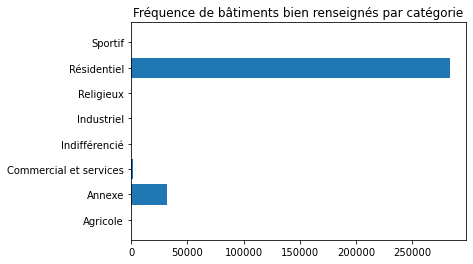 Fréquence de bâtiments bien renseignés par catégorie
Sportif
Résidentiel
Religieux
Industriel
Indifférencié
Commercial et services
Annexe
Agricole
0 50000 100000 150000 200000 250000